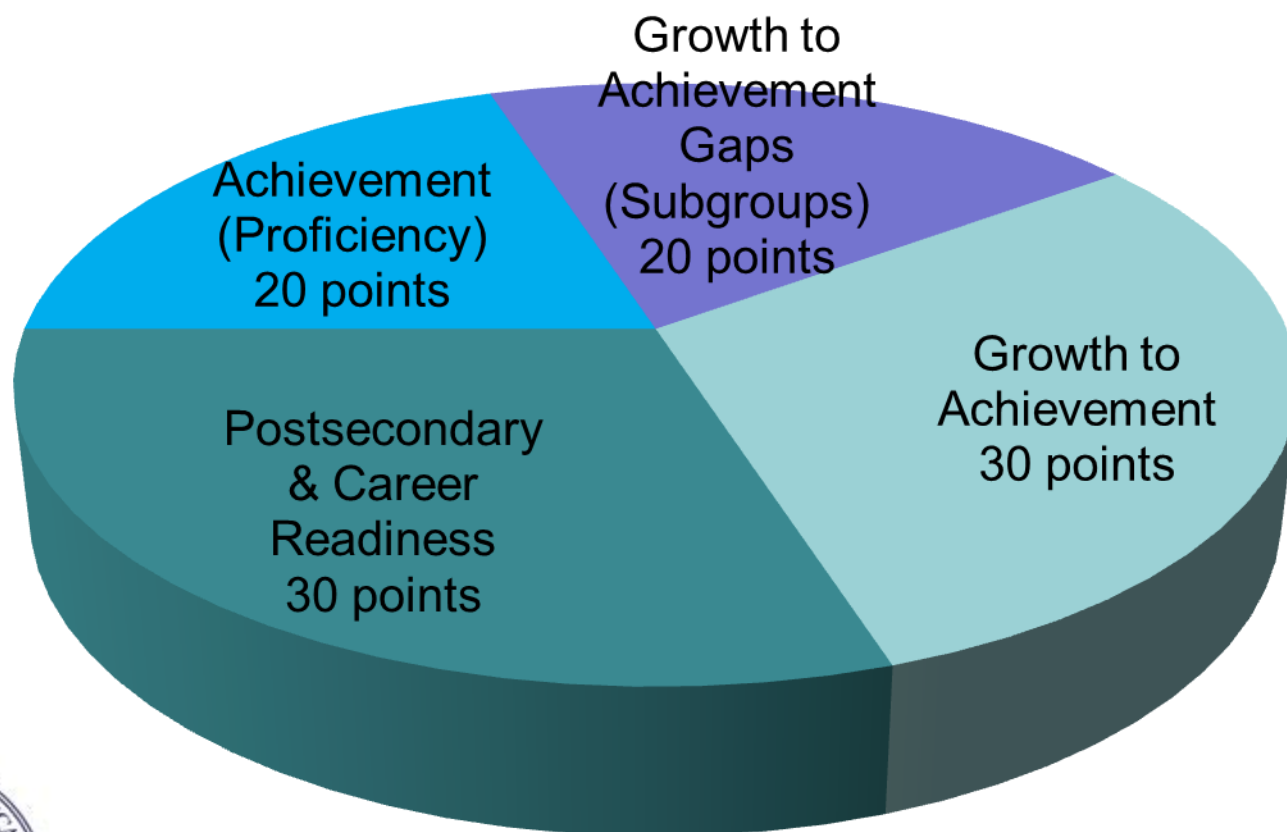 Growth to
Achievement
Gaps
(Subgroups)
20 points
Achievement
(Proficiency)
20 points
Growth to
Achievement
30 points
Postsecondary
& Career
Readiness
30 points